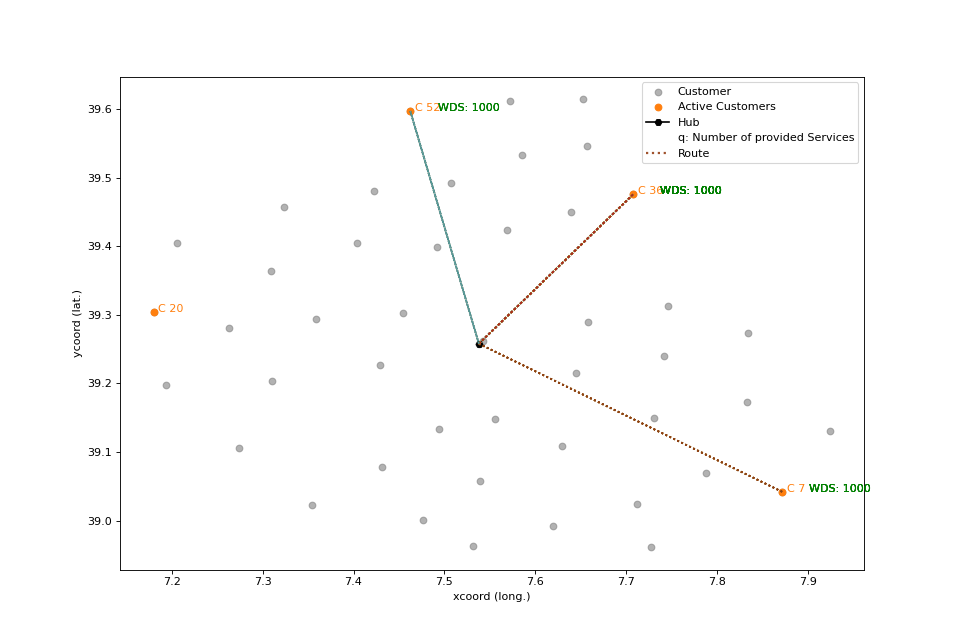 39.6
39.5
39.4
39.3
39.2
39.1
39.0
ycoord (lat.)
7.2 7.3 7.4 7.5 7.6 7.7 7.8 7.9
xcoord (long.)
Customer
Active Customers
Hub
q: Number of provided Services
Route
C 52 WDS: 1000
C 36 WDS: 1000
C 20
C 7 WDS: 1000